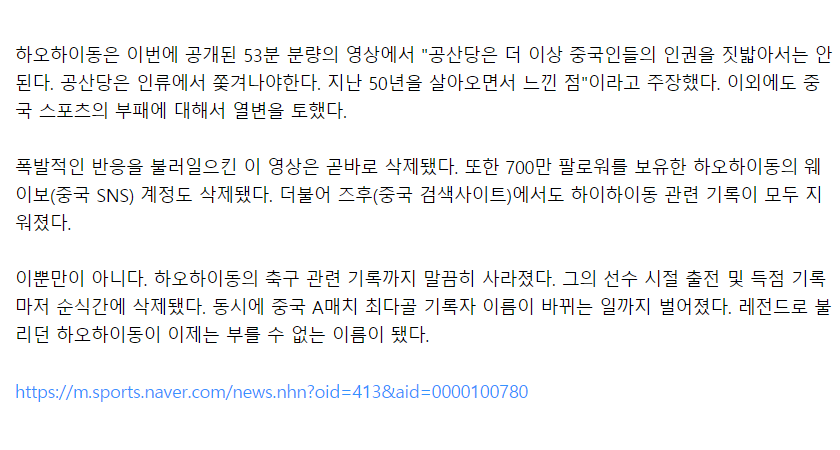 하오하이동은 이번에 공개된 53분 분량의 영상에서 "공산당은 더 이상 중국인들의 인권을 짓밟아서는 안
된다. 공산당은 인류에서 쫓겨나야한다. 지난 50년을 살아오면서 느낀 점"이라고 주장했다. 이외에도 중
국 스포츠의 부패에 대해서 열변을 토했다.
폭발적인 반응을 불러일으킨 이 영상은 곧바로 삭제됐다. 또한 700만 팔로워를 보유한 하오하이동의 웨
이보(중국 SNS) 계정도 삭제됐다. 더불어 즈후(중국 검색사이트)에서도 하이하이동 관련 기록이 모두 지
워졌다.
이뿐만이 아니다. 하오하이동의 축구 관련 기록까지 말끔히 사라졌다. 그의 선수 시절 출전 및 득점 기록
마저 순식간에 삭제됐다. 동시에 중국 A매치 최다골 기록자 이름이 바뀌는 일까지 벌어졌다. 레전드로 불
리던 하오하이동이 이제는 부를 수 없는 이름이 됐다.
https://m.sports.naver.com/news.nhn?oid=413&aid=0000100780